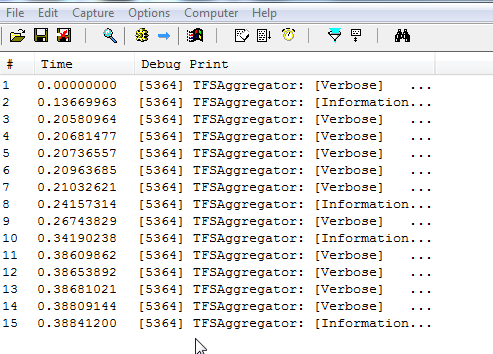 File Edit Capture Options Computer Help
# Time Debug Print
1 0.00000000 [5364] TFSAggregator: [Verbose] ...
2 0.13669963 [5364] TFSAggregator: [Information...
3 0.20580964 [5364] TFSAggregator: [Verbose] ...
4 0.20681477 [5364] TFSAggregator: [Verbose] ...
5 0.20736557 [5364] TFSAggregator: [Verbose] ...
6 0.20963685 [5364] TFSAggregator: [Verbose] ...
7 0.21032621 [5364] TFSAggregator: [Verbose] ...
8 0.24157314 [5364] TFSAggregator: [Information...
9 0.26743829 [5364] TFSAggregator: [Verbose] ...
10 0.34190238 [5364] TFSAggregator: [Information...
11 0.38609862 [5364] TFSAggregator: [Verbose] ...
12 0.38653892 [5364] TFSAggregator: [Verbose] ...
13 0.38681021 [5364] TFSAggregator: [Verbose] ...
14 0.38809144 [5364] TFSAggregator: [Verbose] ...
15 0.38841200 [5364] TFSAggregator: [Information...